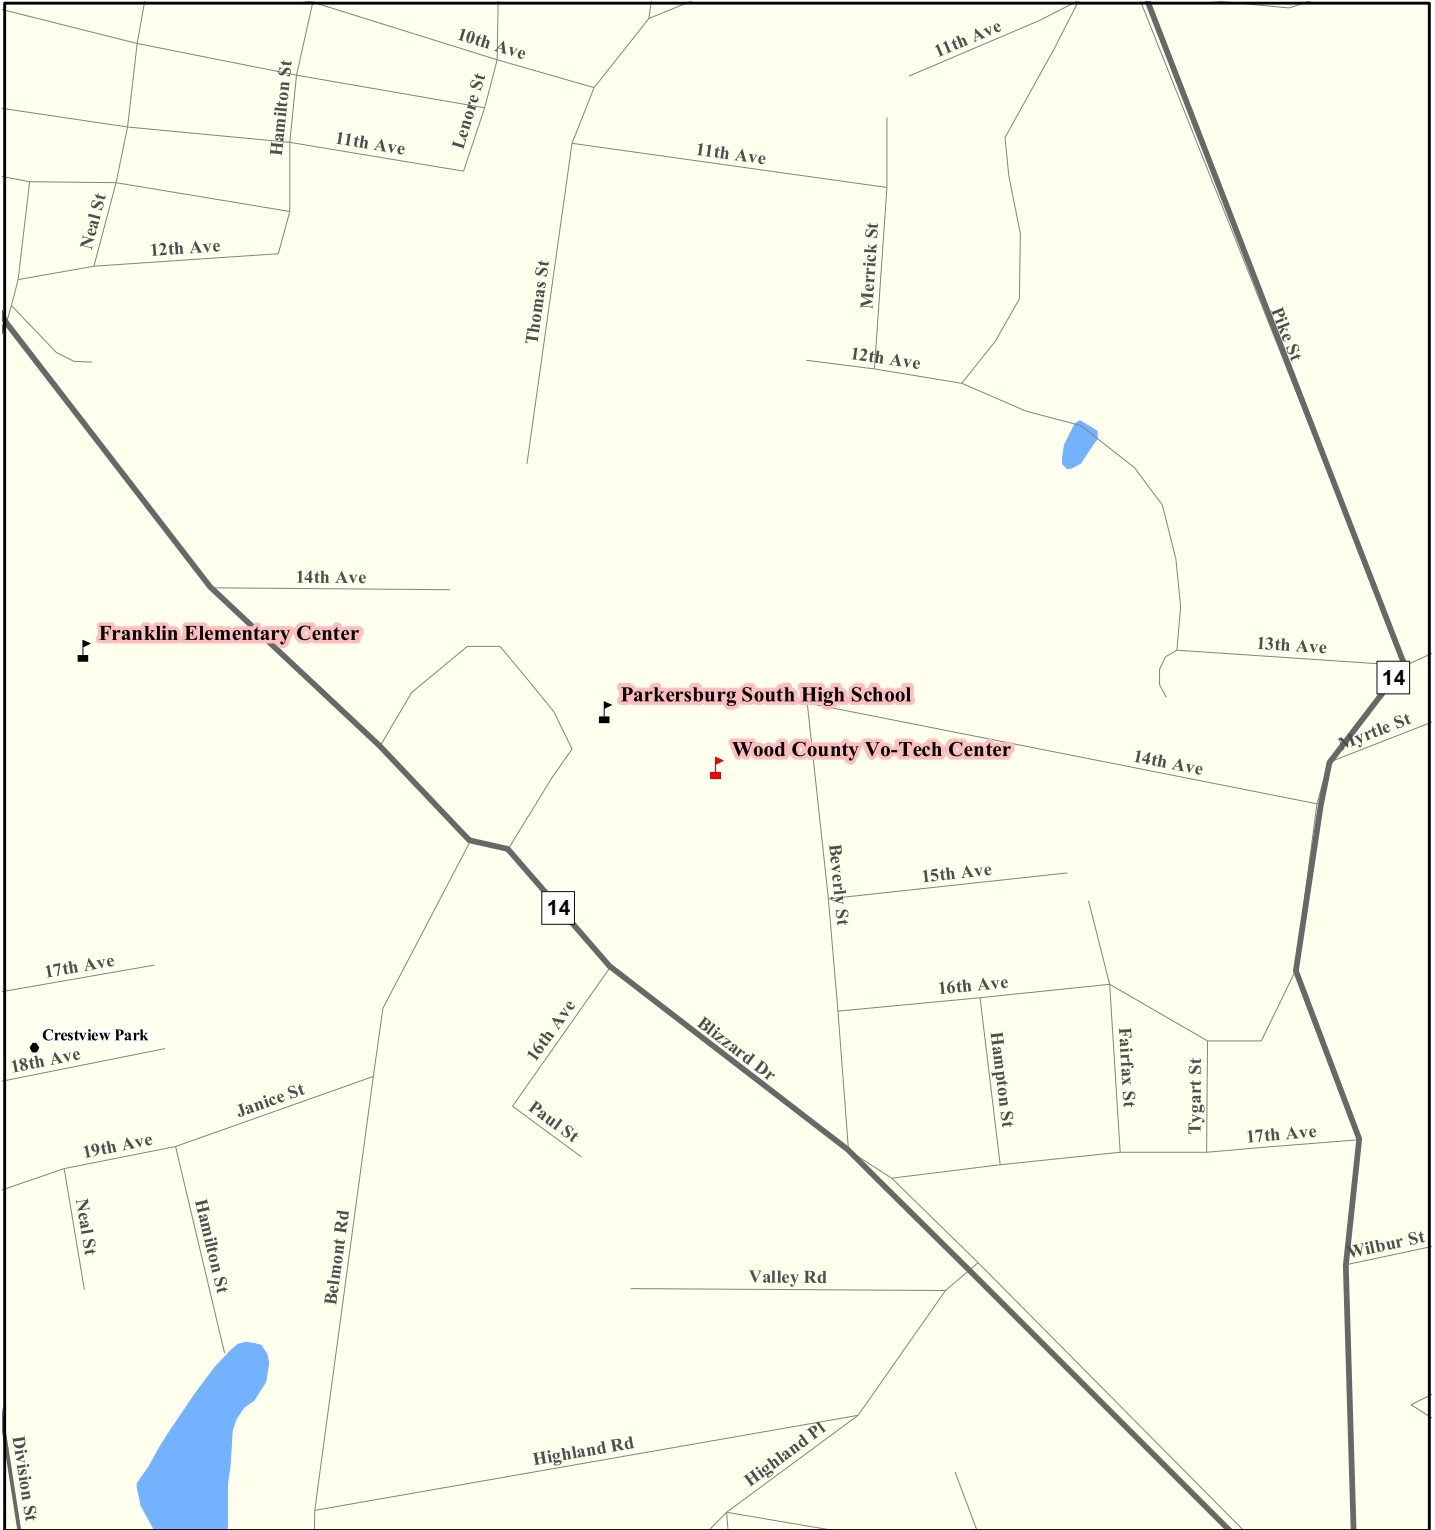 10th Ave
11th Ave
Hamilton St
Lenore St
11th Ave
11th Ave
Neal St
12th Ave
Merrick St
Thomas St
Pike St
12th Ave
14th Ave
Franklin Elementary Center
13th Ave
14
Parkersburg South High School
Myrtle St
Wood County Vo-Tech Center
14th Ave
Beverly St
15th Ave
14
17th Ave
16th Ave
Crestview Park
18th Ave
16th Ave
Blizzard Dr
Hampton St
Fairfax St
Tygart St
Janice St
Paul St
19th Ave
17th Ave
Neal St
Hamilton St
Belmont Rd
Wilbur St
Valley Rd
Highland Rd
Highland Pl
Division St